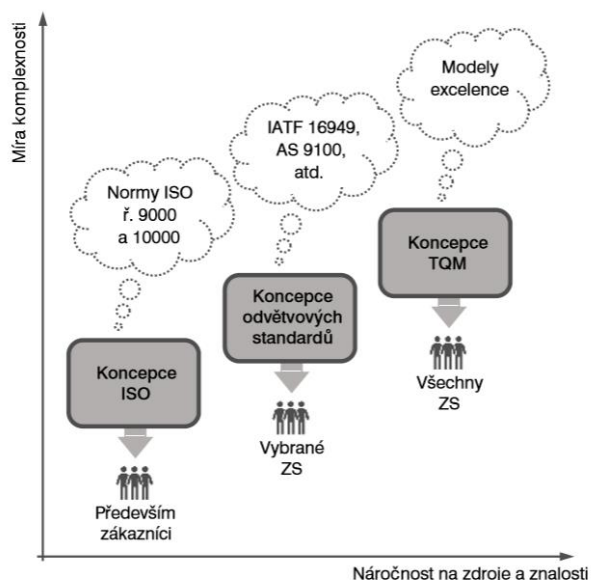 Míra komplexnosti
Modely
excelence
IATF 16949,
AS 9100,
atd.
Normy ISO
ř. 9000
a 10000
Koncepce
TQM
Koncepce
odvětvových
standardů
Koncepce
ISO
Všechny
ZS
Vybrané
ZS
Především
zákazníci
Náročnost na zdroje a znalosti